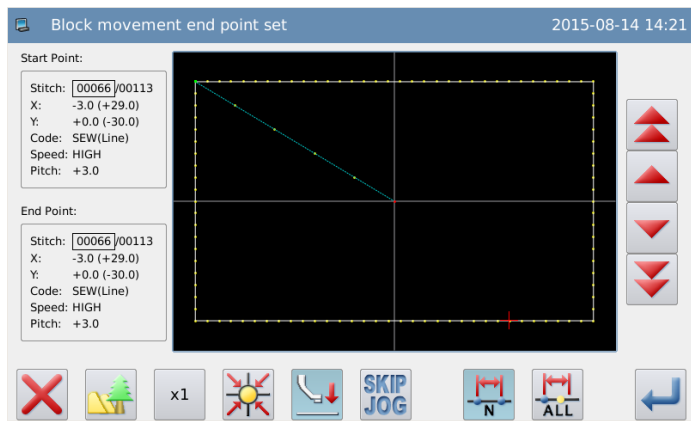 Block movement end point set 2015-08-14 14:21
Start Point:
Stitch: 00066/00113
X: -3.0 (+29.0)
Y: +0.0 (-30.0)
Code: SEW(Line)
Speed: HIGH
Pitch: +3.0
End Point:
Stitch: 00066/00113
X: -3.0 (+29.0)
Y: +0.0 (-30.0)
Code: SEW(Line)
Speed: HIGH
Pitch: +3.0
x1
SKIP
JOG
N
ALL